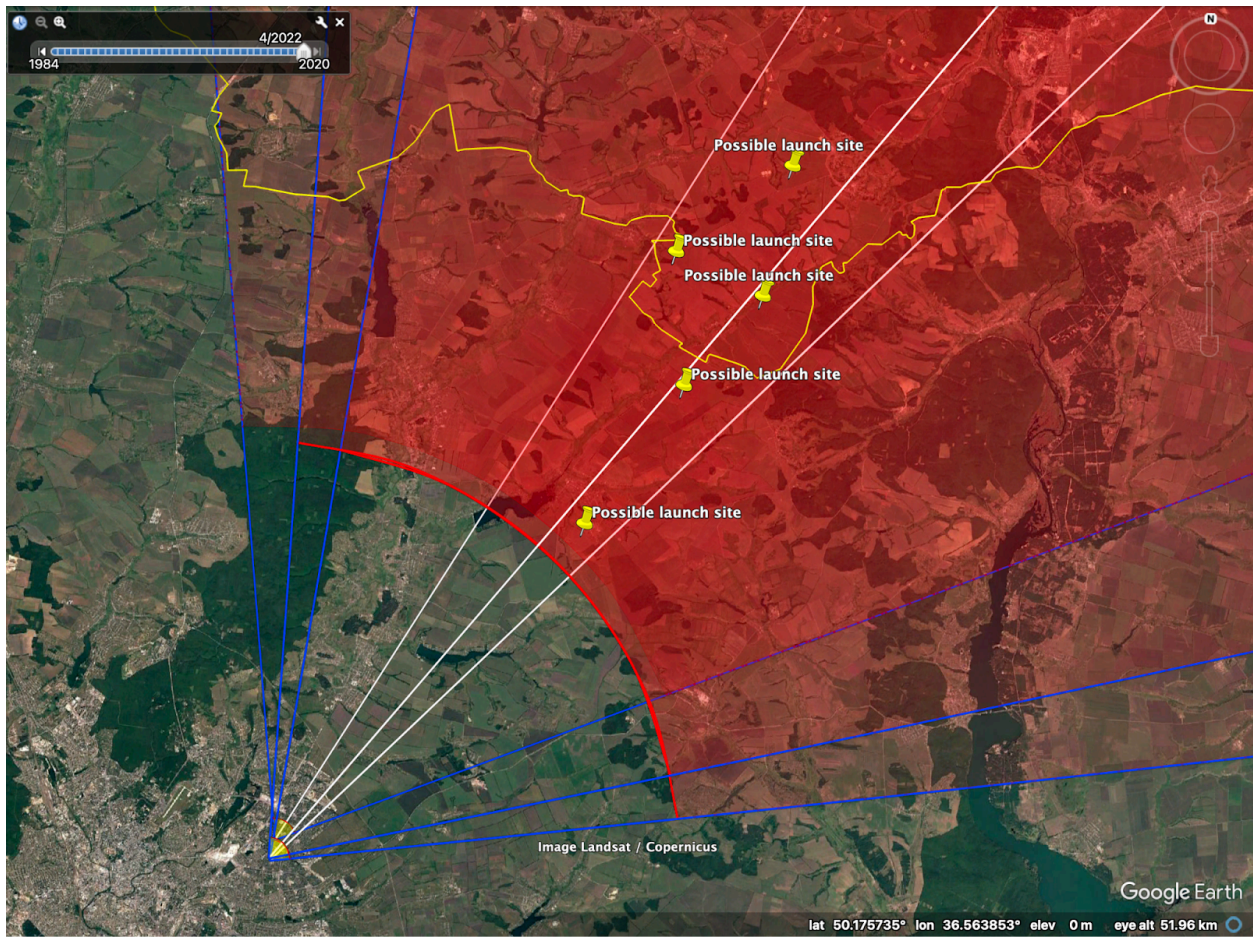 N
4/2022
1984
2020
Possible launch site
Possible launch site
Possible launch site
Possible launch site
Possible launch site
Image Landsat / Copernicus
Google Earth
lat 50.175735° lon 36.563853° elev 0 m eye alt 51.96 km